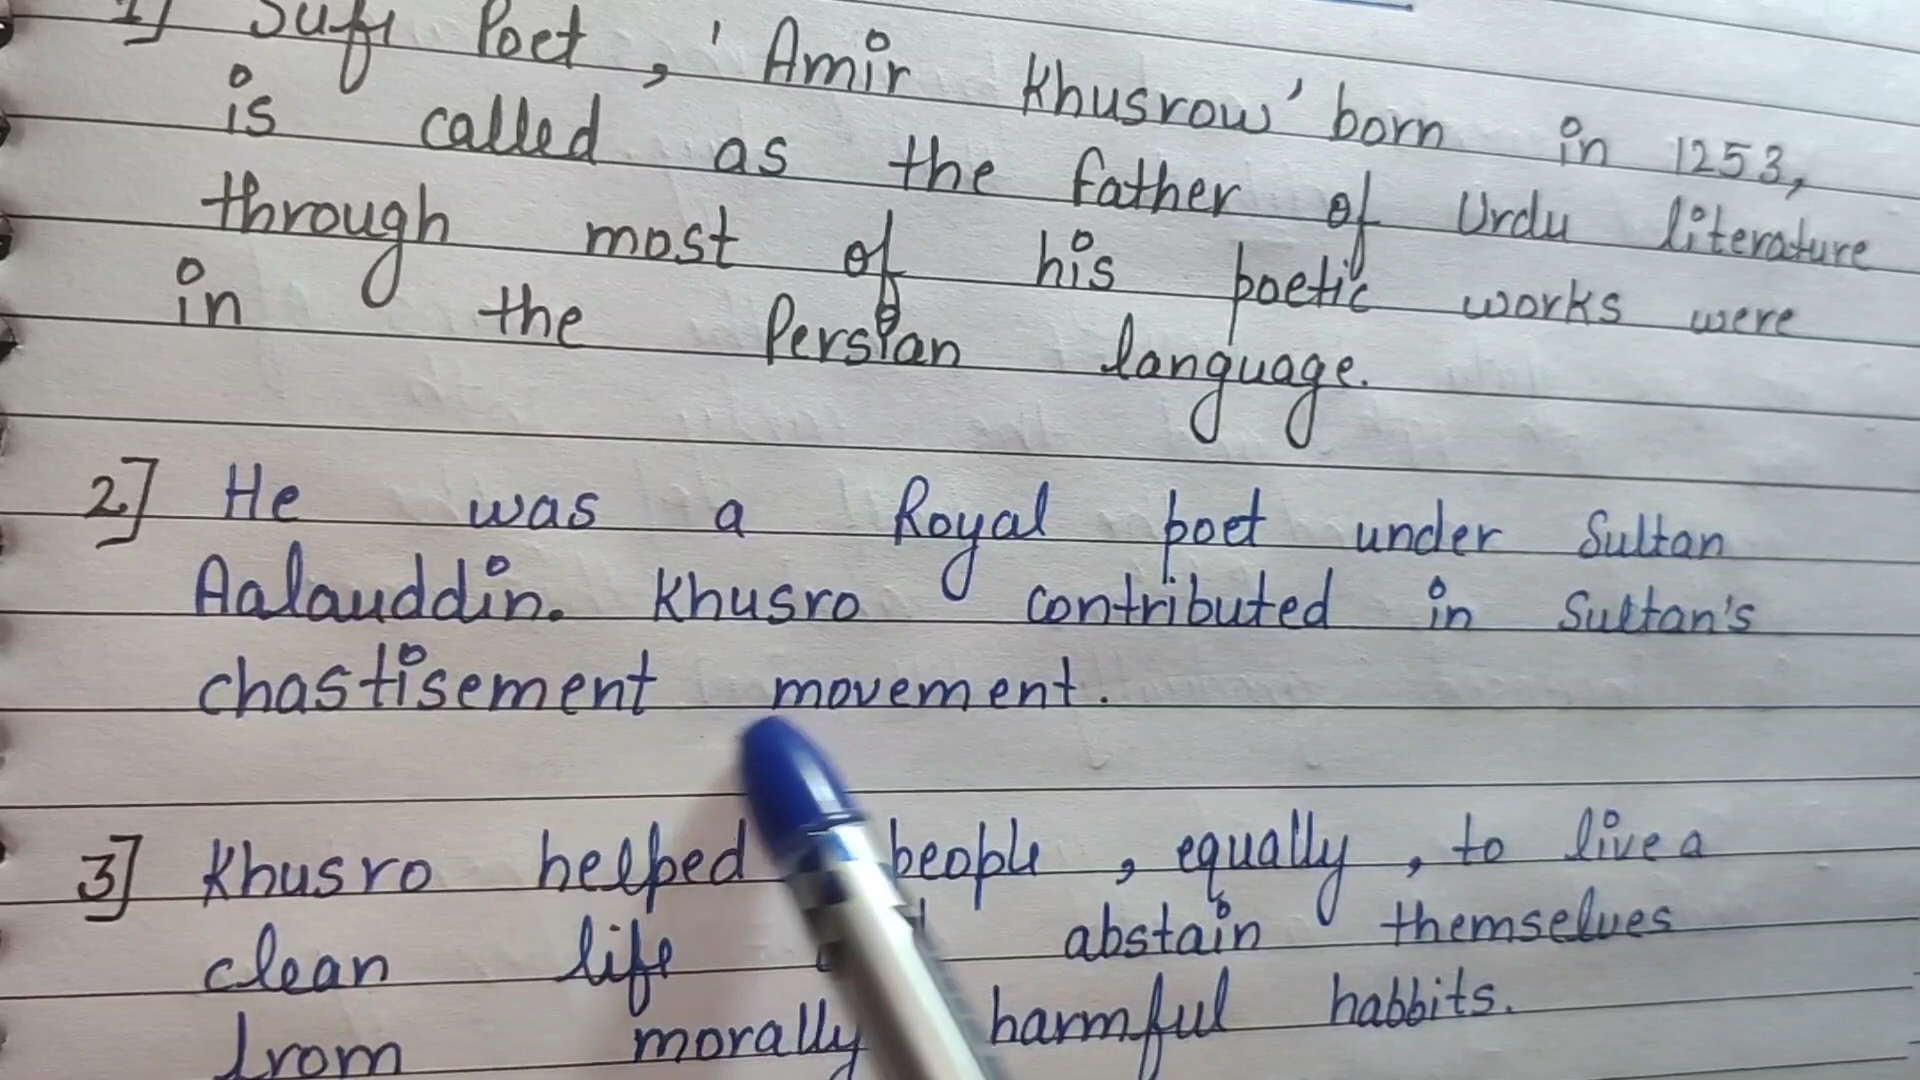 1] Sufi Poet, 'Amir Khusrow' born in 1253,
is called as the father of Urdu literature
through most of his poetic works were
in the Persian language.
2] He was a Royal poet under Sultan
Aalauddin. Khusro contributed in Sultan's
chastisement movement.
3] Khusro helped people, equally, to live a
clean life abstain themselves
from morally harmful habbits.